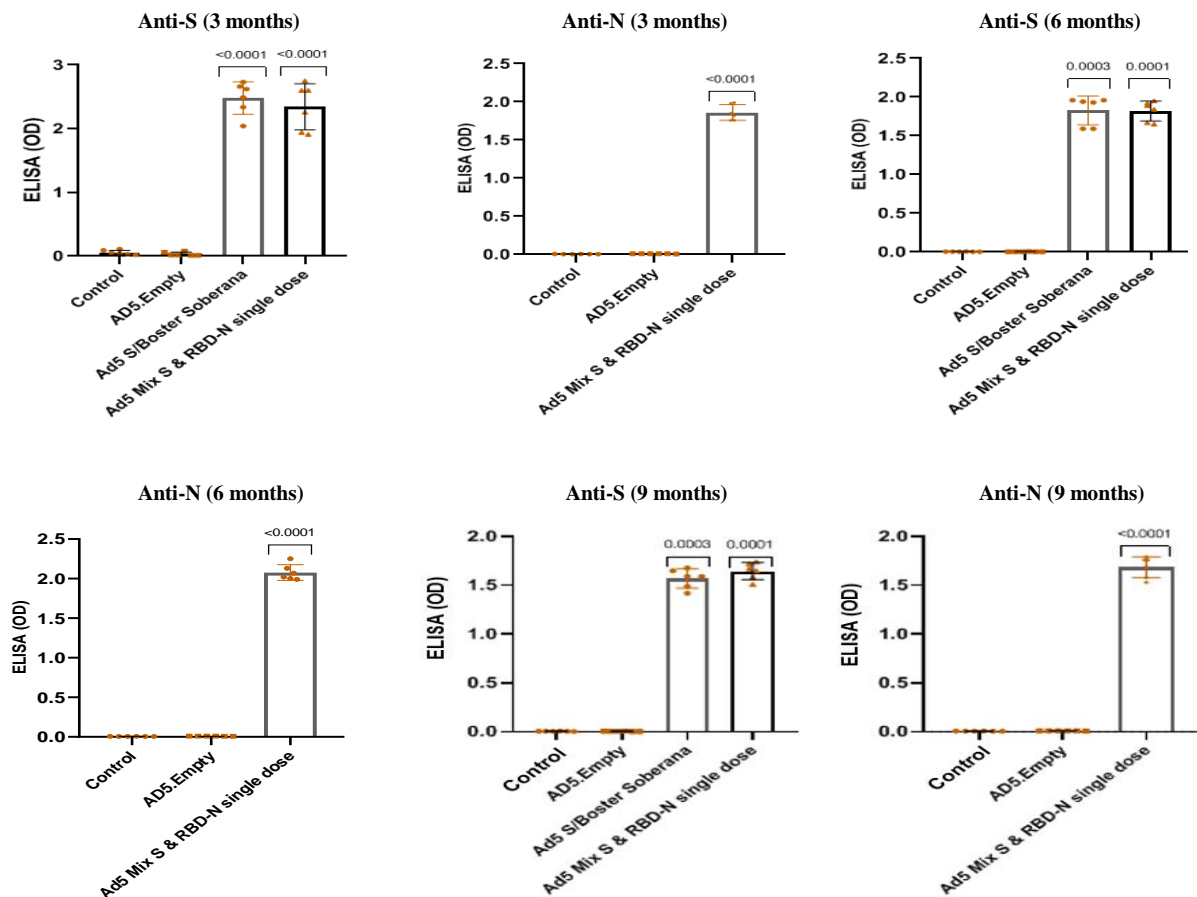 Anti-S (3 months)
<0.0001 <0.0001
3
2
1
0
ELISA (OD)
Control
AD5.Empty
Ad5 S/Boster Soberana
Ad5 Mix S & RBD-N single dose
Anti-N (3 months)
<0.0001
2.5
2.0
1.5
1.0
0.5
0.0
ELISA (OD)
Control
AD5.Empty
Ad5 Mix S & RBD-N single dose
Anti-S (6 months)
0.0003 0.0001
2.5
2.0
1.5
1.0
0.5
0.0
ELISA (OD)
Control
AD5.Empty
Ad5 S/Boster Soberana
Ad5 Mix S & RBD-N single dose
Anti-N (6 months)
<0.0001
2.5
2.0
1.5
1.0
0.5
0.0
ELISA (OD)
Control
AD5.Empty
Ad5 Mix S & RBD-N single dose
Anti-S (9 months)
0.0003 0.0001
2.0
1.5
1.0
0.5
0.0
ELISA (OD)
Control
AD5.Empty
Ad5 S/Boster Soberana
Ad5 Mix S & RBD-N single dose
Anti-N (9 months)
<0.0001
2.0
1.5
1.0
0.5
0.0
ELISA (OD)
Control
AD5.Empty
Ad5 Mix S & RBD-N single dose